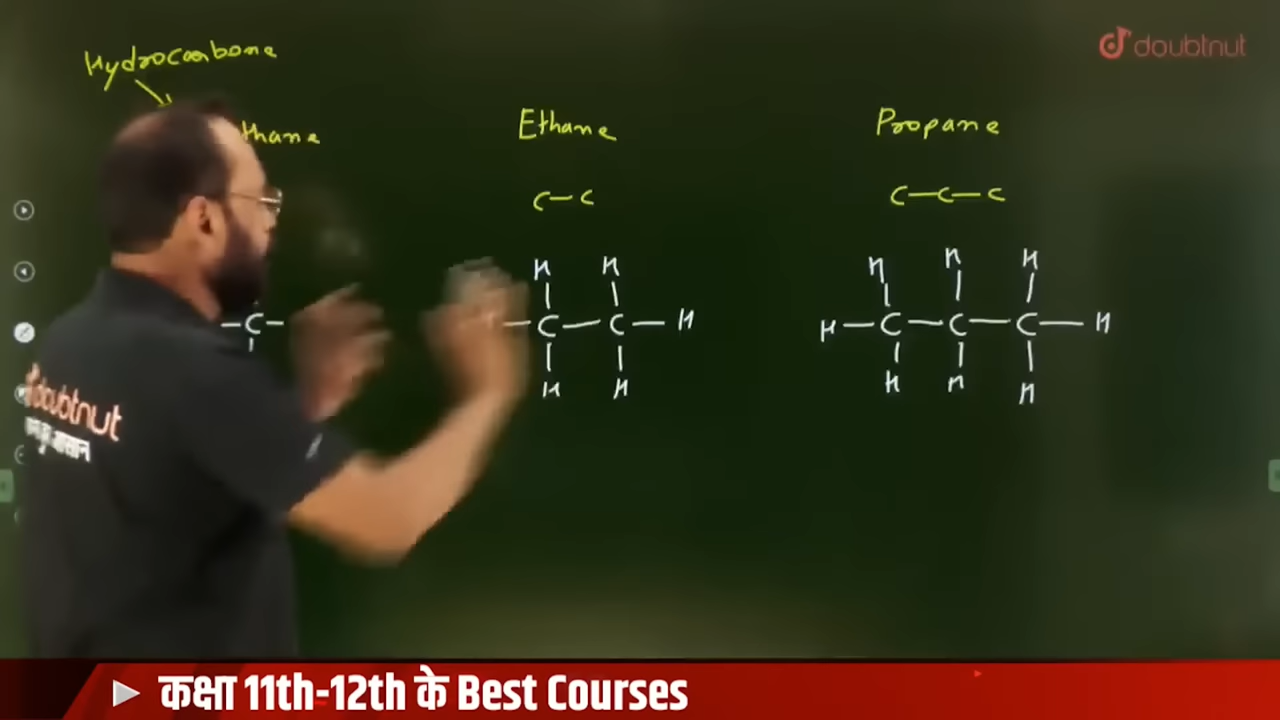 Hydrocarbone
doubtnut
thane
Ethane
Propane
C-C
C-C-C
H H
H H H
-C-
C-C-H
H-C-C-C-H
H H
H H H
doubtnut
कक्षा 11th-12th के Best Courses